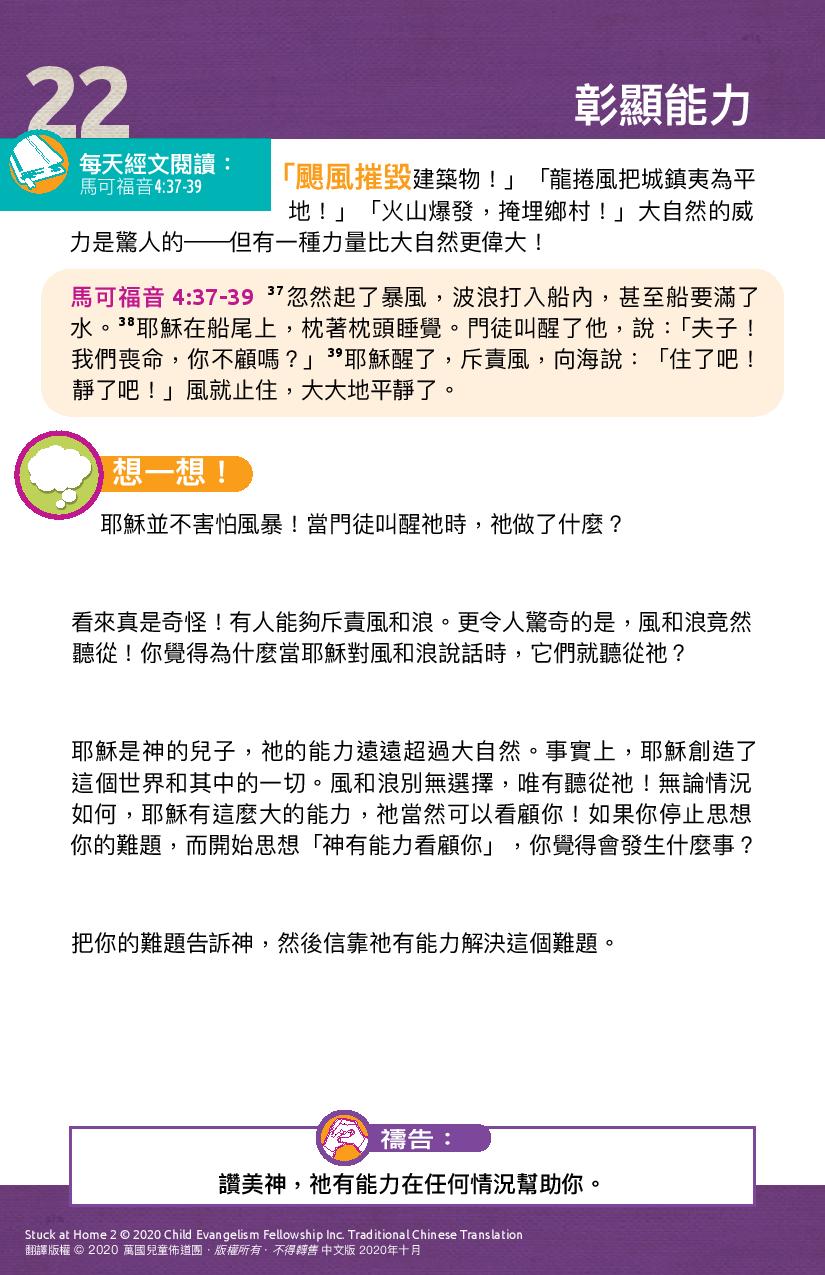 22
彰顯能力
每天經文閱讀：
馬可福音4:37-39
「颶風摧毀建築物！」「龍捲風把城鎮夷為平
地！」「火山爆發，掩埋鄉村！」大自然的威
力是驚人的——但有一種力量比大自然更偉大！
馬可福音 4:37-39 37忽然起了暴風，波浪打入船內，甚至船要滿了
水。38耶穌在船尾上，枕著枕頭睡覺。門徒叫醒了他，說：「夫子！
我們喪命，你不顧嗎？」39耶穌醒了，斥責風，向海說：「住了吧！
靜了吧！」風就止住，大大地平靜了。
想一想！
耶穌並不害怕風暴！當門徒叫醒祂時，祂做了什麼？
看來真是奇怪！有人能夠斥責風和浪。更令人驚奇的是，風和浪竟然
聽從！你覺得為什麼當耶穌對風和浪說話時，它們就聽從祂？
耶穌是神的兒子，祂的能力遠遠超過大自然。事實上，耶穌創造了
這個世界和其中的一切。風和浪別無選擇，唯有聽從祂！無論情況
如何，耶穌有這麼大的能力，祂當然可以看顧你！如果你停止思想
你的難題，而開始思想「神有能力看顧你」，你覺得會發生什麼事？
把你的難題告訴神，然後信靠祂有能力解決這個難題。
禱告：
讚美神，祂有能力在任何情況幫助你。
Stuck at Home 2 © 2020 Child Evangelism Fellowship Inc. Traditional Chinese Translation
翻譯版權 © 2020 萬國兒童佈道團．版權所有．不得轉售 中文版 2020年十月